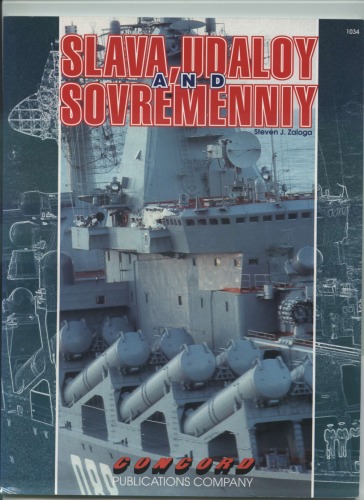 1034
SLAVA, UDALOY
AND
SOVREMENNIY
Steven J. Zaloga
CONCORD
PUBLICATIONS COMPANY